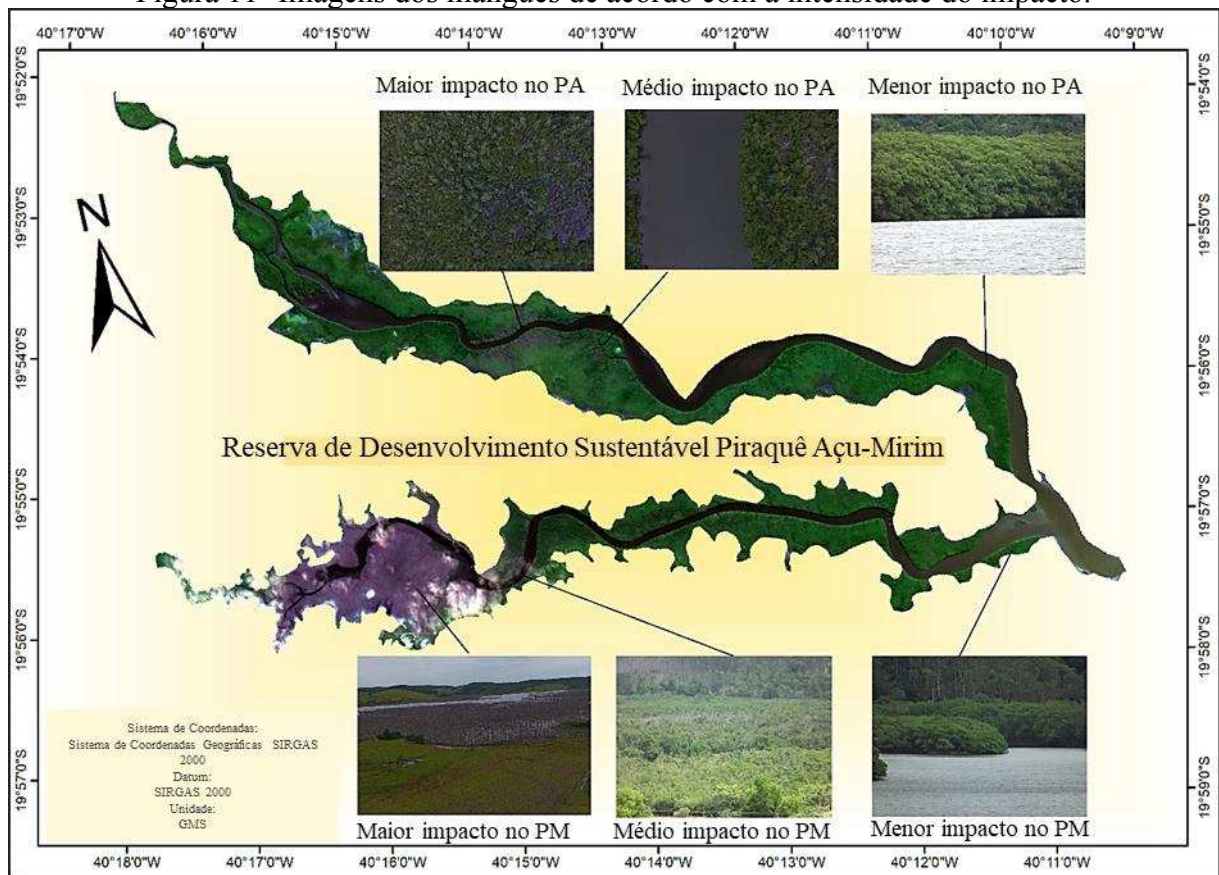 Figura 11- Imagens dos mangues de acordo com a intensidade do impacto.
40°17'0"W 40°16'0"W 40°15'0"W 40°14'0"W 40°13'0"W 40°12'0"W 40°11'0"W 40°10'0"W 40°9'0"W
19°52'0"S
19°53'0"S
19°54'0"S
19°55'0"S
19°56'0"S
19°57'0"S
N
Maior impacto no PA
Médio impacto no PA
Menor impacto no PA
19°54'0"S
19°55'0"S
19°56'0"S
19°57'0"S
19°58'0"S
19°59'0"S
Reserva de Desenvolvimento Sustentável Piraquê Açu-Mirim
Sistema de Coordenadas:
Sistema de Coordenadas Geográficas SIRGAS
2000
Datum:
SIRGAS 2000
Unidade:
GMS
Maior impacto no PM
Médio impacto no PM
Menor impacto no PM
40°18'0"W 40°17'0"W 40°16'0"W 40°15'0"W 40°14'0"W 40°13'0"W 40°12'0"W 40°11'0"W